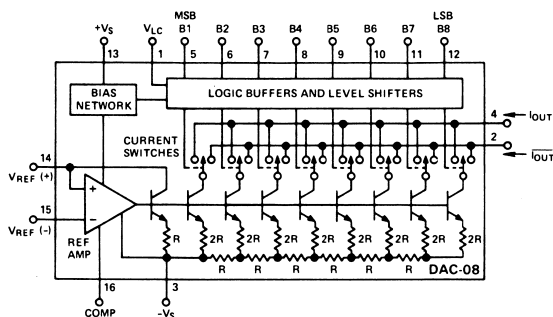 MSB LSB
+VS VLC B1 B2 B3 B4 B5 B6 B7 B8
13 1 5 6 7 8 9 10 11 12
BIAS NETWORK
LOGIC BUFFERS AND LEVEL SHIFTERS
4 IOUT
CURRENT SWITCHES
2 IOUT
14
VREF (+)
+
15
−
VREF (-)
REF AMP
R 2R 2R 2R 2R 2R 2R 2R 2R
R R R R R R R
16 3
DAC-08
COMP -VS